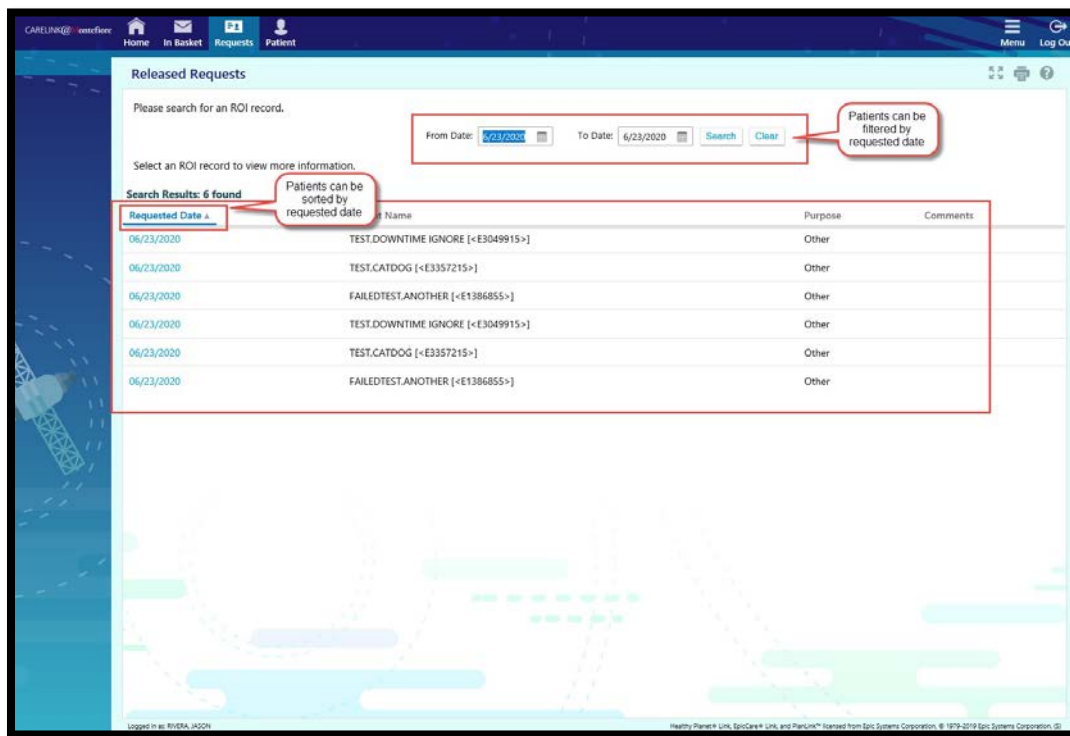 CARELINK@Montefiore
Home In Basket Requests Patient
Menu Log Ou
Released Requests
Please search for an ROI record.
From Date: 6/23/2020 To Date: 6/23/2020 Search Clear
Patients can be
filtered by
requested date
Select an ROI record to view more information.
Search Results: 6 found
Patients can be
sorted by
requested date
Requested Date t Name Purpose Comments
06/23/2020 TEST,DOWNTIME IGNORE [<E3049915>] Other
06/23/2020 TEST,CATDOG [<E3357215>] Other
06/23/2020 FAILEDTEST,ANOTHER [<E1386855>] Other
06/23/2020 TEST,DOWNTIME IGNORE [<E3049915>] Other
06/23/2020 TEST,CATDOG [<E3357215>] Other
06/23/2020 FAILEDTEST,ANOTHER [<E1386855>] Other
Logged in as: RIVERA, JASON Healthy Planet® Link, EpicCare® Link, and PlanLink™ licensed from Epic Systems Corporation, © 1979-2019 Epic Systems Corporation. (S)